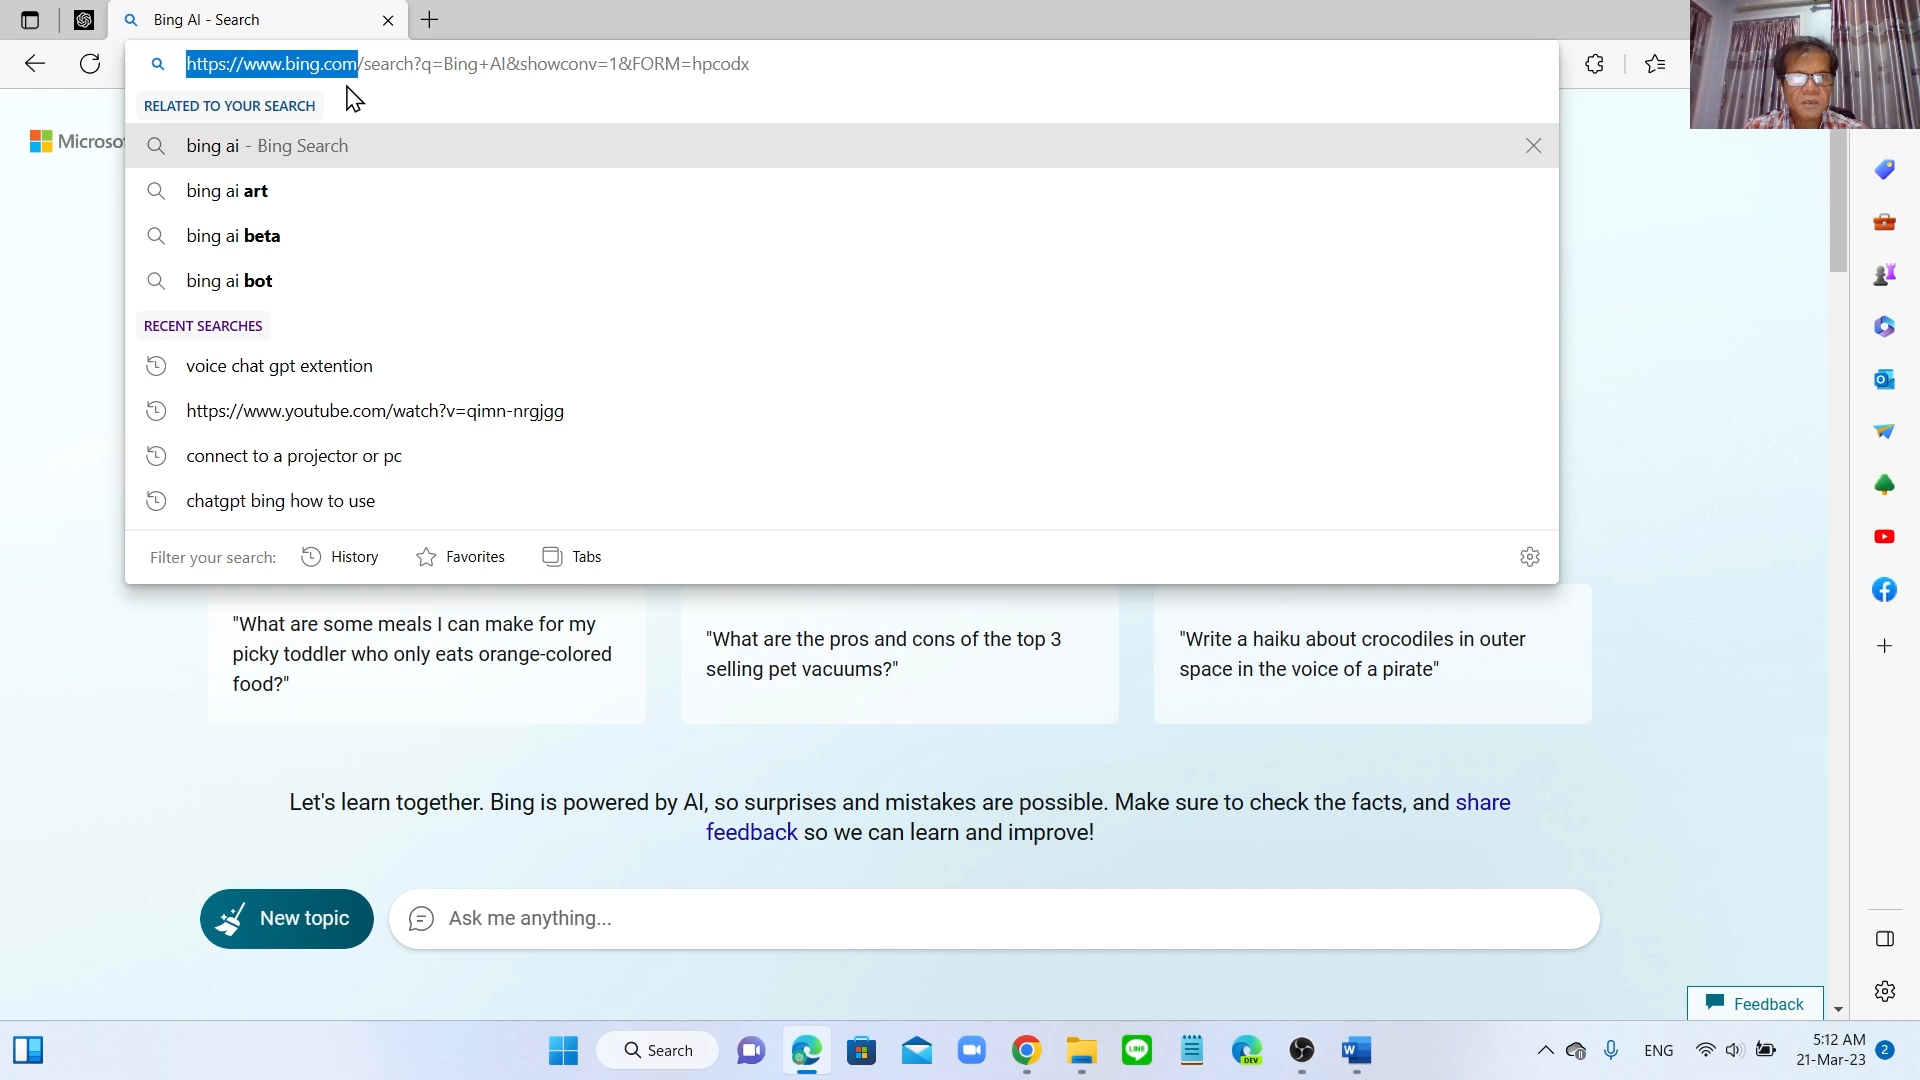 Bing AI - Search
https://www.bing.com/search?q=Bing+AI&showconv=1&FORM=hpcodx
RELATED TO YOUR SEARCH
Microso
bing ai - Bing Search
bing ai art
bing ai beta
bing ai bot
RECENT SEARCHES
voice chat gpt extention
https://www.youtube.com/watch?v=qimn-nrgjgg
connect to a projector or pc
chatgpt bing how to use
Filter your search: History Favorites Tabs
"What are some meals I can make for my
picky toddler who only eats orange-colored
food?"
"What are the pros and cons of the top 3
selling pet vacuums?"
"Write a haiku about crocodiles in outer
space in the voice of a pirate"
Let's learn together. Bing is powered by AI, so surprises and mistakes are possible. Make sure to check the facts, and share
feedback so we can learn and improve!
New topic
Ask me anything...
Feedback
Search
LINE
DEV
W
ENG
5:12 AM
21-Mar-23
2